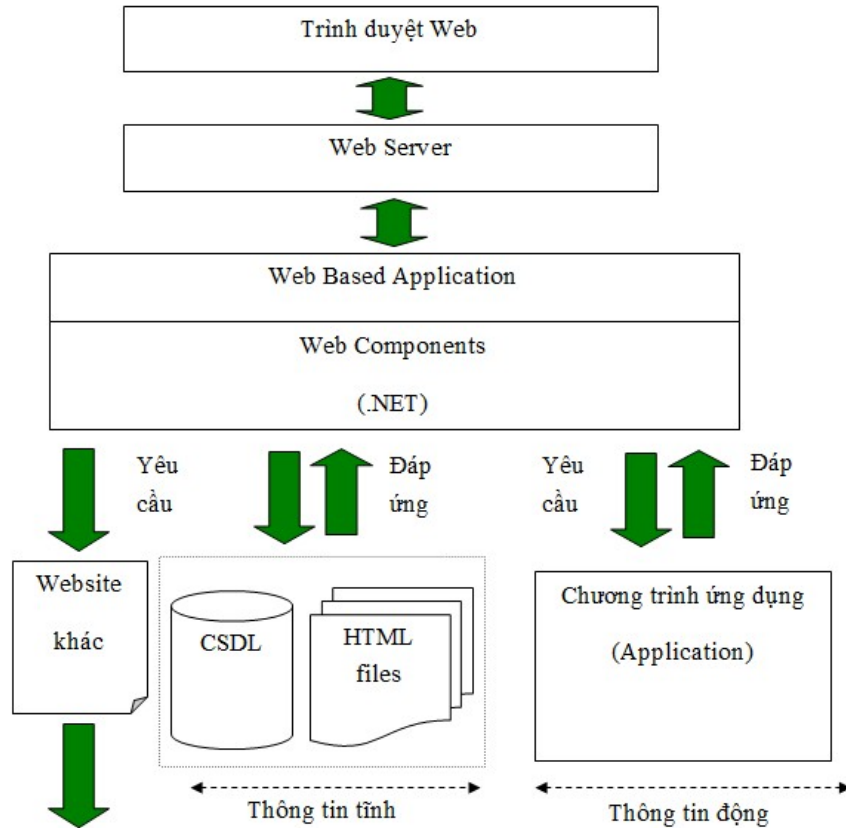 Trình duyệt Web
Web Server
Web Based Application
Web Components
(.NET)
Yêu
cầu
Đáp
ứng
Yêu
cầu
Đáp
ứng
Website
khác
CSDL
HTML
files
Chương trình ứng dụng
(Application)
Thông tin tĩnh
Thông tin động